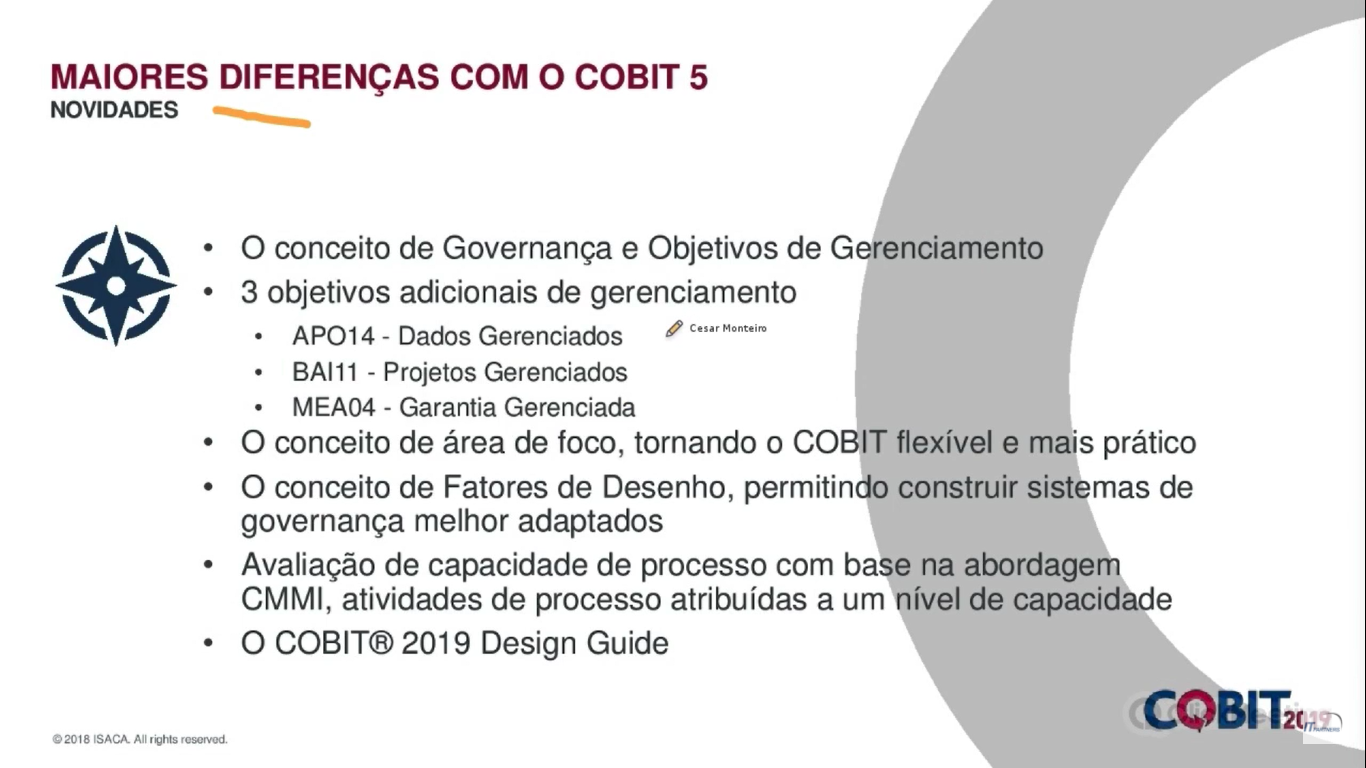 MAIORES DIFERENÇAS COM O COBIT 5
NOVIDADES
• O conceito de Governança e Objetivos de Gerenciamento
• 3 objetivos adicionais de gerenciamento
• APO14 - Dados Gerenciados
Cesar Monteiro
• BAI11 - Projetos Gerenciados
• MEA04 - Garantia Gerenciada
• O conceito de área de foco, tornando o COBIT flexível e mais prático
• O conceito de Fatores de Desenho, permitindo construir sistemas de
governança melhor adaptados
• Avaliação de capacidade de processo com base na abordagem
CMMI, atividades de processo atribuídas a um nível de capacidade
• O COBIT® 2019 Design Guide
COBIT 2019
© 2018 ISACA. All rights reserved.